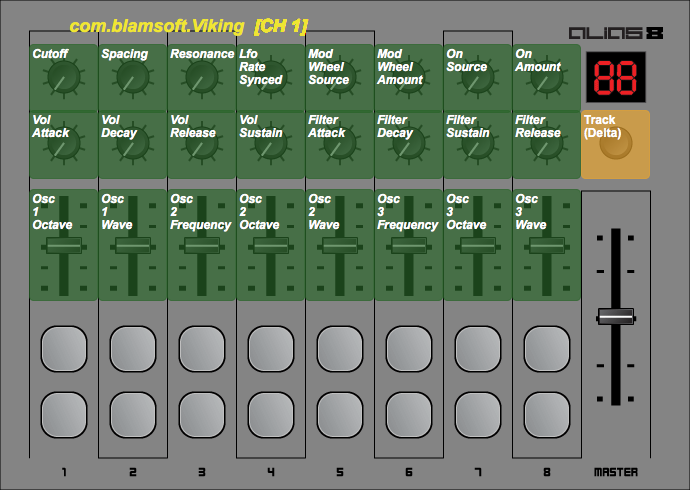 com.blamsoft.Viking [CH 1]
ALIAS 8
Cutoff
Spacing
Resonance
Lfo
Rate
Synced
Mod
Wheel
Source
Mod
Wheel
Amount
On
Source
On
Amount
88
Vol
Attack
Vol
Decay
Vol
Release
Vol
Sustain
Filter
Attack
Filter
Decay
Filter
Sustain
Filter
Release
Track
(Delta)
Osc
1
Octave
Osc
1
Wave
Osc
2
Frequency
Osc
2
Octave
Osc
2
Wave
Osc
3
Frequency
Osc
3
Octave
Osc
3
Wave
1 2 3 4 5 6 7 8 MASTER